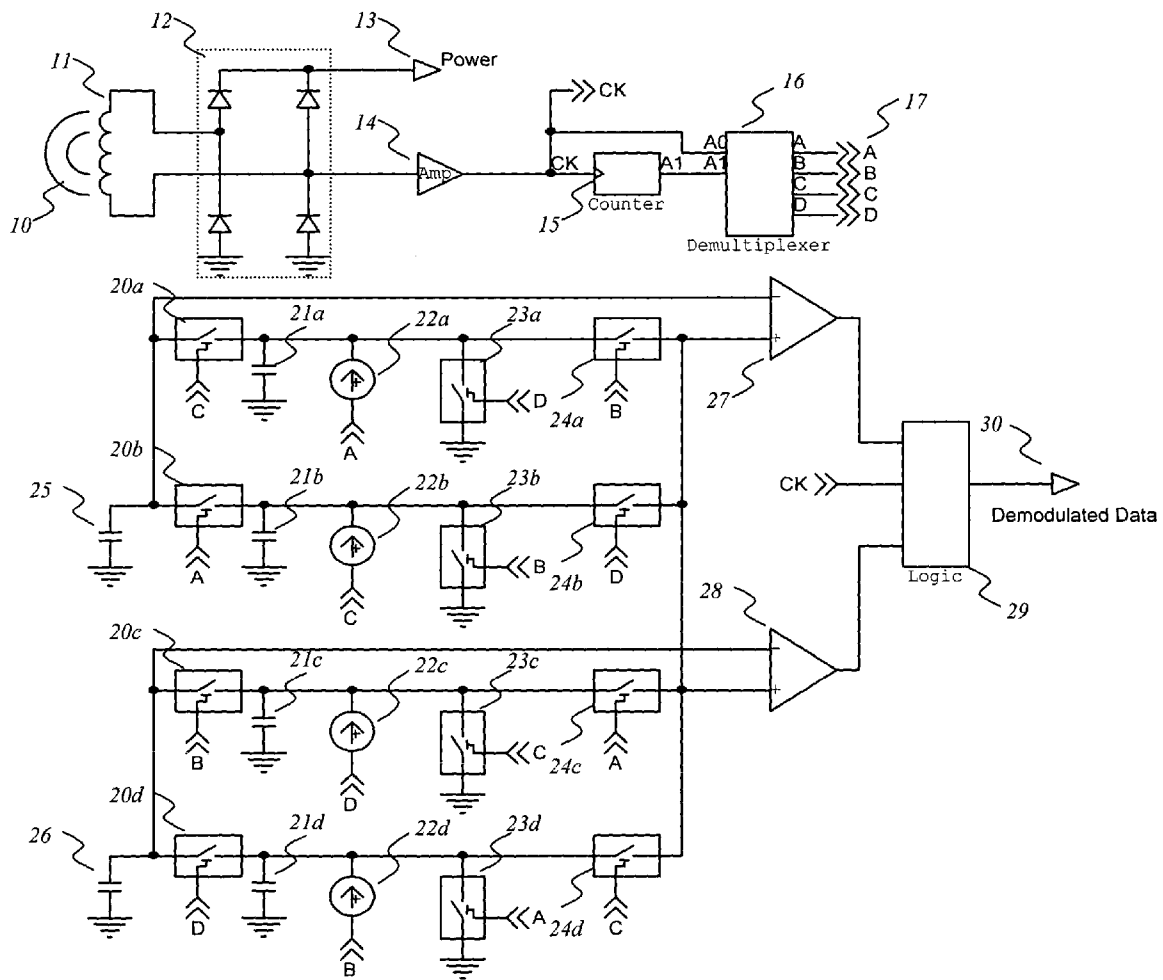 12
13
Power
11
CK
16
17
14
A0
A
A
A1
B
B
Amp
CK
A1
C
C
D
D
10
15
Counter
Demultiplexer
20a
21a
22a
23a
D
24a
27
C
A
B
20b
30
25
21b
22b
23b
CK
Demodulated Data
B
24b
28
Logic
29
A
C
D
20c
21c
22c
23c
C
24c
B
D
A
20d
26
21d
22d
23d
A
24d
D
B
C